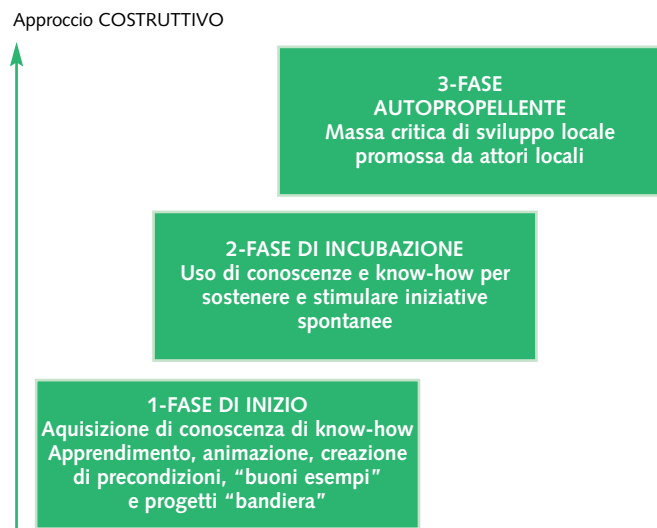 Approccio COSTRUTTIVO
3-FASE
AUTOPROPELLENTE
Massa critica di sviluppo locale
promossa da attori locali
2-FASE DI INCUBAZIONE
Uso di conoscenze e know-how per
sostenere e stimulare iniziative
spontanee
1-FASE DI INIZIO
Aquisizione di conoscenza di know-how
Apprendimento, animazione, creazione
di precondizioni, “buoni esempi”
e progetti “bandiera”